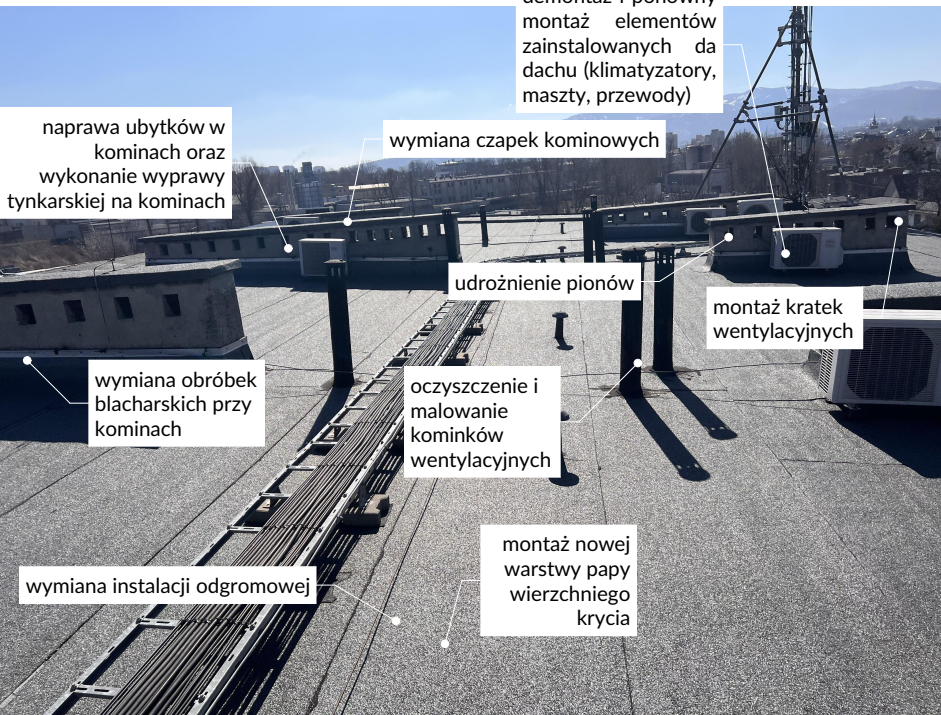 demontaż i ponowny
montaż elementów
zainstalowanych da
dachu (klimatyzatory,
maszty, przewody)
naprawa ubytków w
kominach oraz
wykonanie wyprawy
tynkarskiej na kominach
wymiana czapek kominowych
udrożnienie pionów
montaż kratek
wentylacyjnych
wymiana obróbek
blacharskich przy
kominach
oczyszczenie i
malowanie
kominków
wentylacyjnych
montaż nowej
warstwy papy
wierzchniego
krycia
wymiana instalacji odgromowej